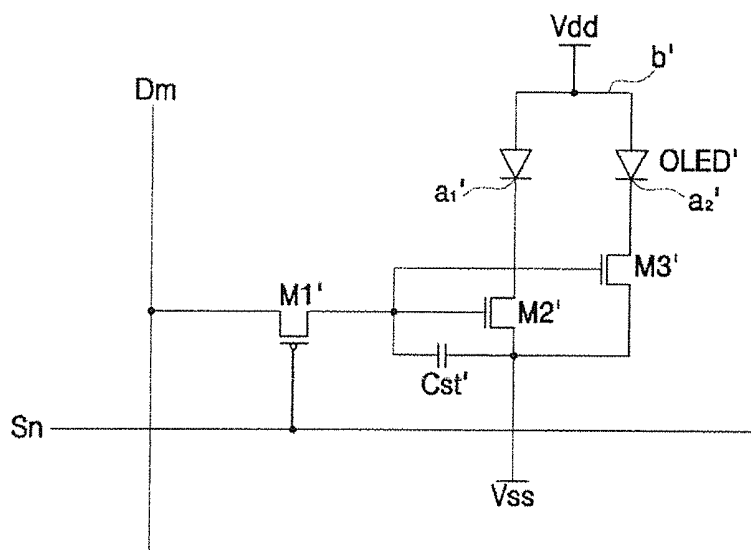 Vdd
b'
Dm
OLED'
a₁'
a₂'
M3'
M1'
M2'
Cst'
Sn
Vss